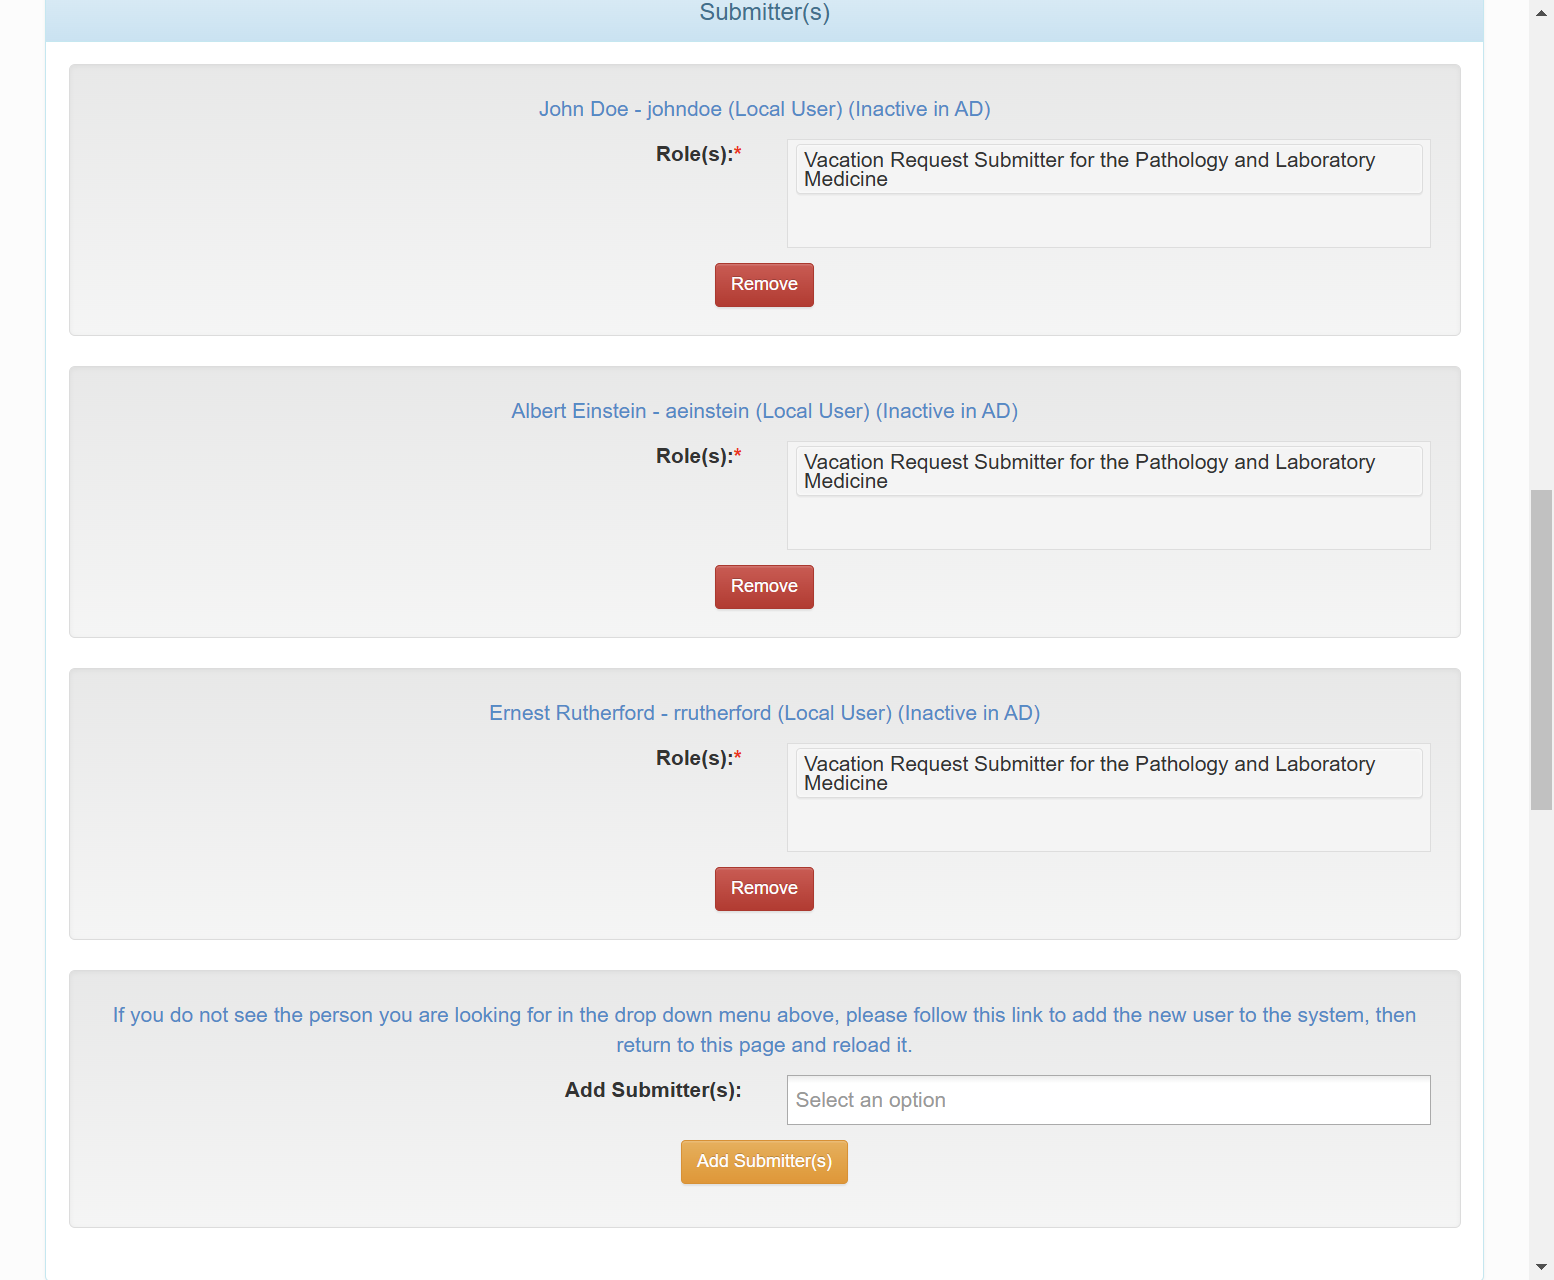 Submitter(s)
John Doe - johndoe (Local User) (Inactive in AD)
Role(s):*
Vacation Request Submitter for the Pathology and Laboratory
Medicine
Remove
Albert Einstein - aeinstein (Local User) (Inactive in AD)
Role(s):*
Vacation Request Submitter for the Pathology and Laboratory
Medicine
Remove
Ernest Rutherford - rrutherford (Local User) (Inactive in AD)
Role(s):*
Vacation Request Submitter for the Pathology and Laboratory
Medicine
Remove
If you do not see the person you are looking for in the drop down menu above, please follow this link to add the new user to the system, then
return to this page and reload it.
Add Submitter(s):
Select an option
Add Submitter(s)